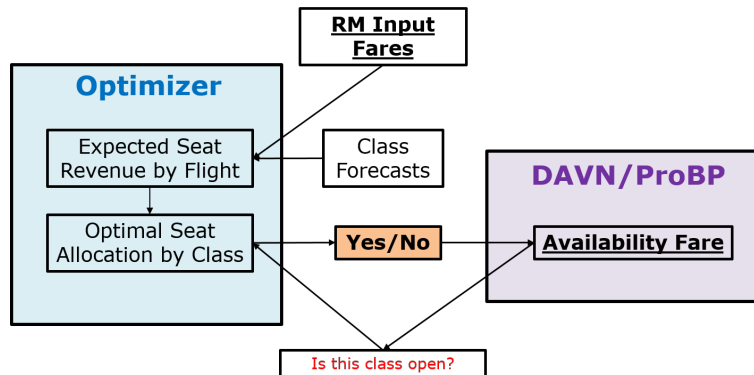 RM Input
Fares
Optimizer
Expected Seat
Revenue by Flight
Class
Forecasts
DAVN/ProBP
Optimal Seat
Allocation by Class
Yes/No
Availability Fare
Is this class open?